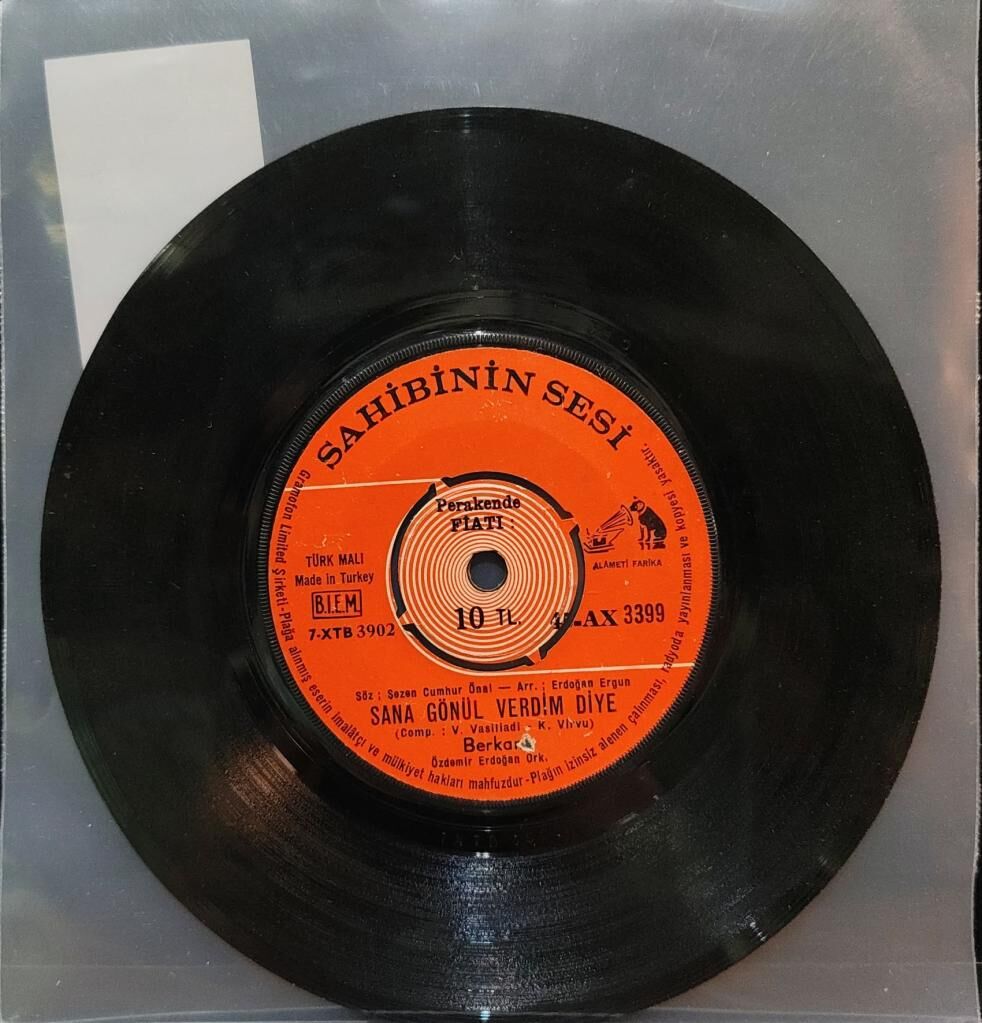 SAHİBİNİN SESİ
Perakende
FİATI :
ALÂMETİ FARİKA
TÜRK MALI
Made in Turkey
B.I.E.M.
7-XTB 3902
10 TL.
-AX 3399
Söz ; Sezen Cumhur Önal — Arr. ; Erdoğan Ergun
SANA GÖNÜL VERDİM DİYE
(Comp. : V. Vasiliadi - K. Virvu)
Özdemir Erdoğan Ork.
Gramofon Limited Şirketi-Plağa alınmış eserin imalâtçı ve mülkiyet hakları mahfuzdur-Plağın izinsiz alenen çalınması, radyoda yayınlanması ve kopyesi yasaktır.